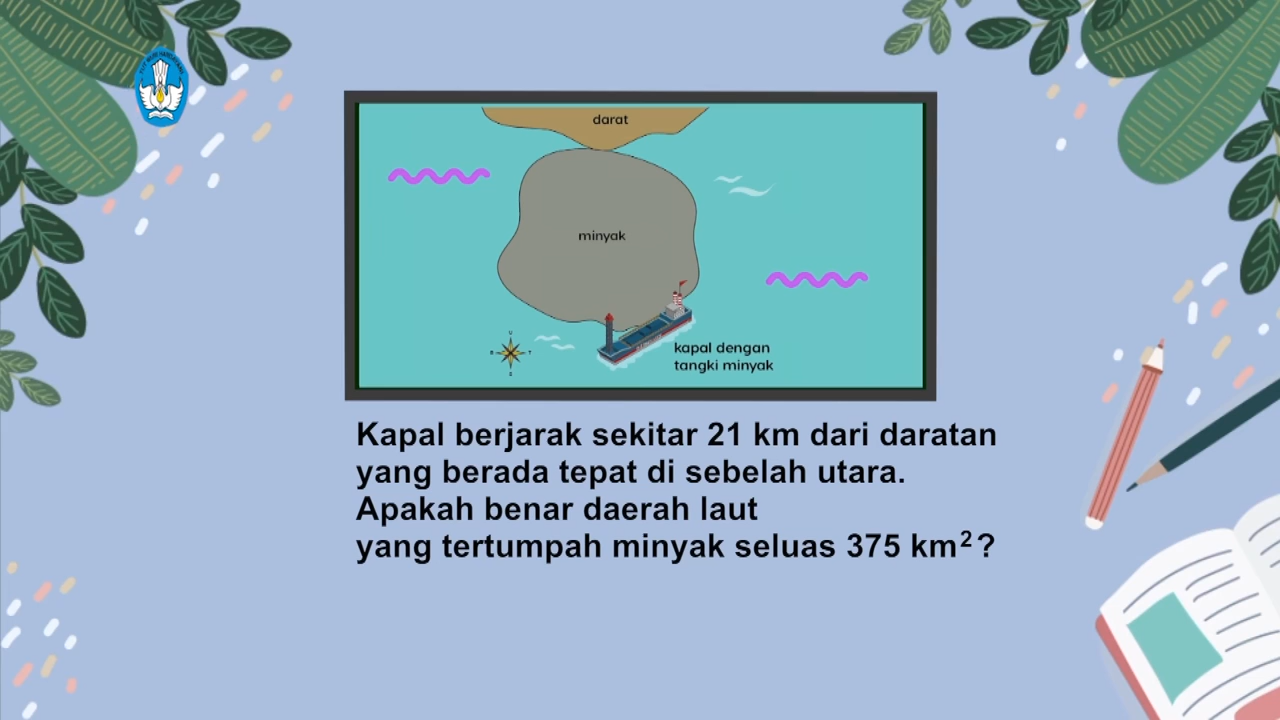 darat
minyak
U
B
T
S
kapal dengan
tangki minyak
Kapal berjarak sekitar 21 km dari daratan
yang berada tepat di sebelah utara.
Apakah benar daerah laut
yang tertumpah minyak seluas 375 km²?